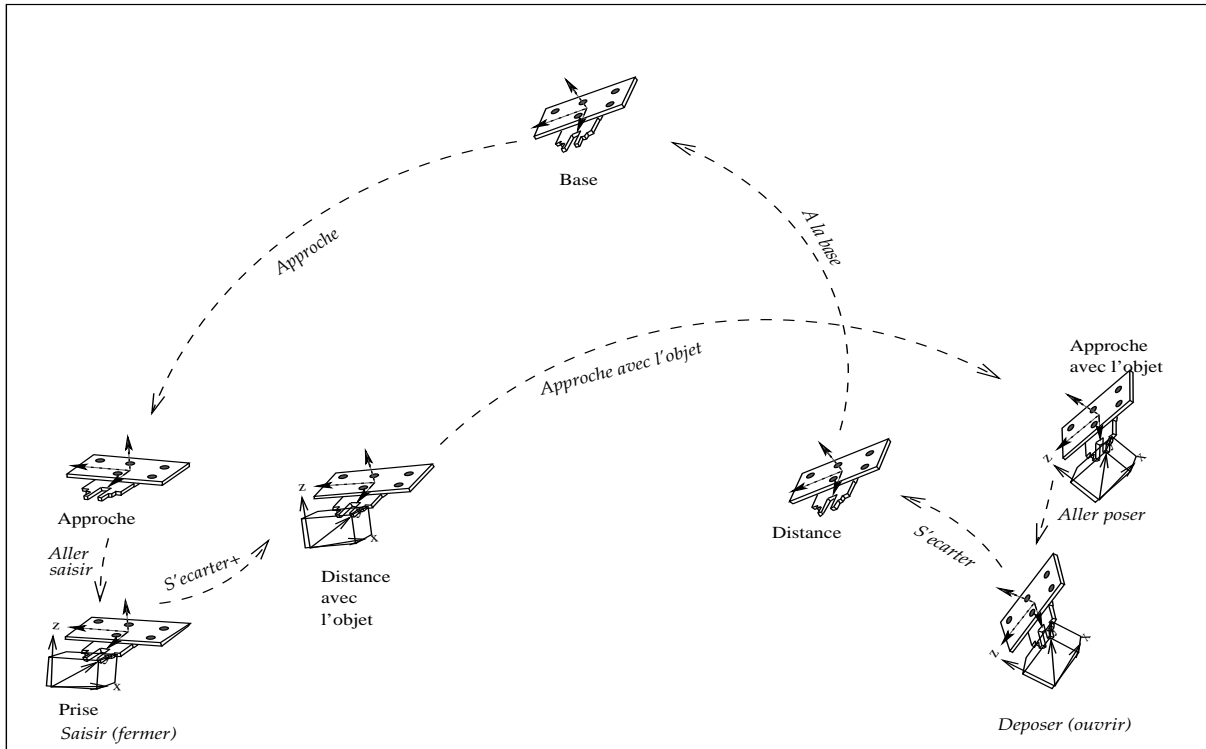 Base
A la base
Approche
Approche avec l'objet
Approche
avec l'objet
z
x
Approche
Aller
saisir
S'ecarter+
z
x
Distance
avec
l'objet
Distance
S'ecarter
z
x
Aller poser
z
x
Prise
Saisir (fermer)
Deposer (ouvrir)